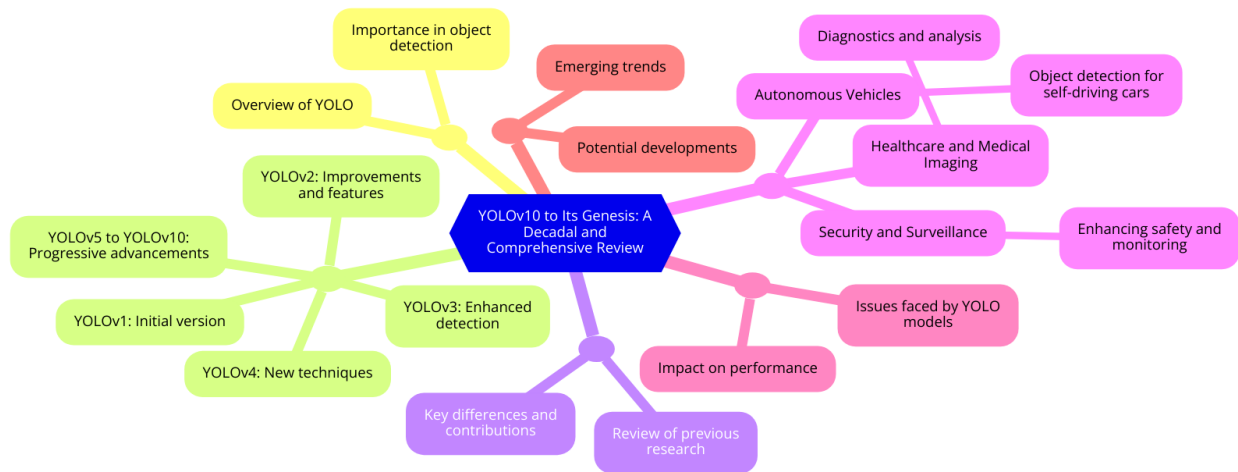 Importance in object
detection
Overview of YOLO
Emerging trends
Potential developments
Diagnostics and analysis
Autonomous Vehicles
Object detection for
self-driving cars
Healthcare and Medical
Imaging
Security and Surveillance
Enhancing safety and
monitoring
YOLOv10 to Its Genesis: A
Decadal and
Comprehensive Review
YOLOv2: Improvements
and features
YOLOv5 to YOLOv10:
Progressive advancements
YOLOv1: Initial version
YOLOv3: Enhanced
detection
YOLOv4: New techniques
Issues faced by YOLO
models
Impact on performance
Key differences and
contributions
Review of previous
research